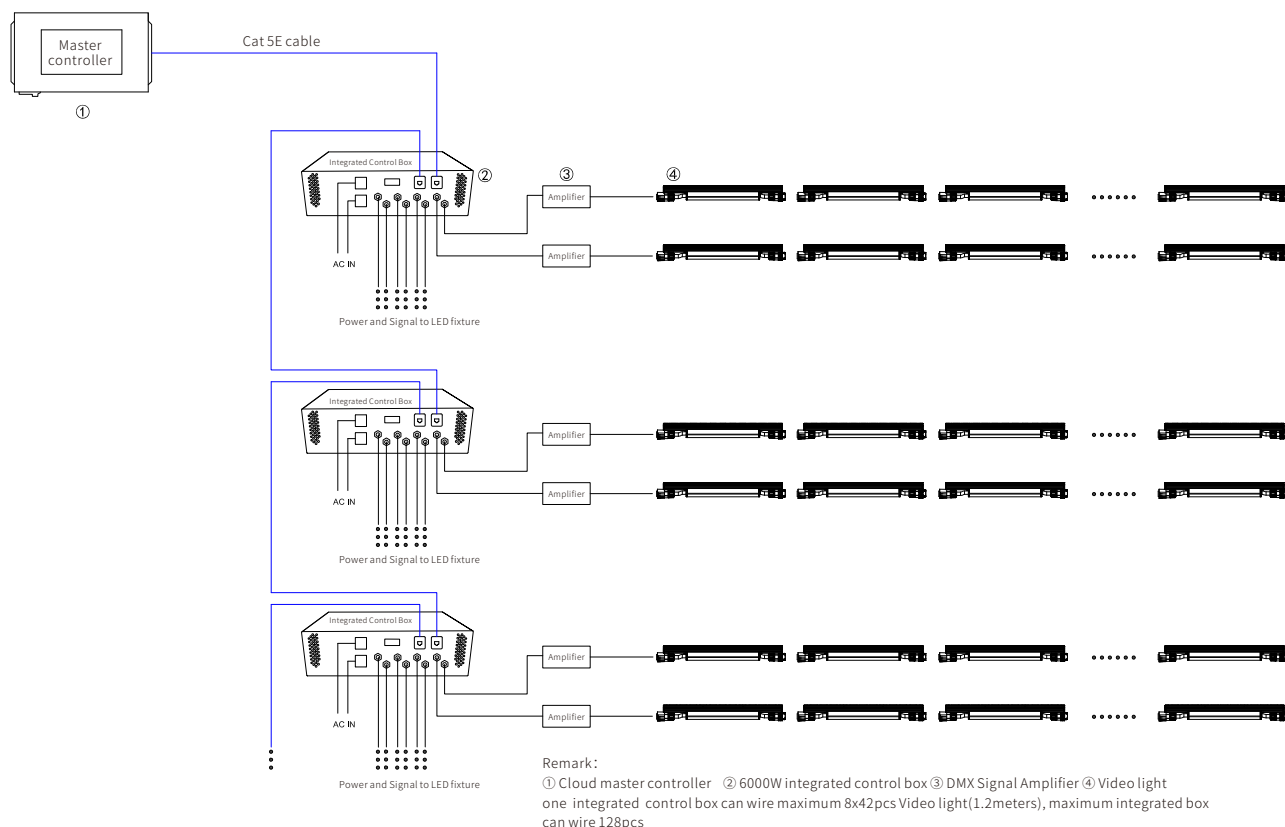 Master
controller
Cat 5E cable
①
Integrated Control Box
②
③
④
Amplifier
Amplifier
AC IN
Power and Signal to LED fixture
Integrated Control Box
Amplifier
Amplifier
AC IN
Power and Signal to LED fixture
Integrated Control Box
Amplifier
Amplifier
AC IN
Power and Signal to LED fixture
Remark：
① Cloud master controller ② 6000W integrated control box ③ DMX Signal Amplifier ④ Video light
one integrated control box can wire maximum 8x42pcs Video light(1.2meters), maximum integrated box
can wire 128pcs